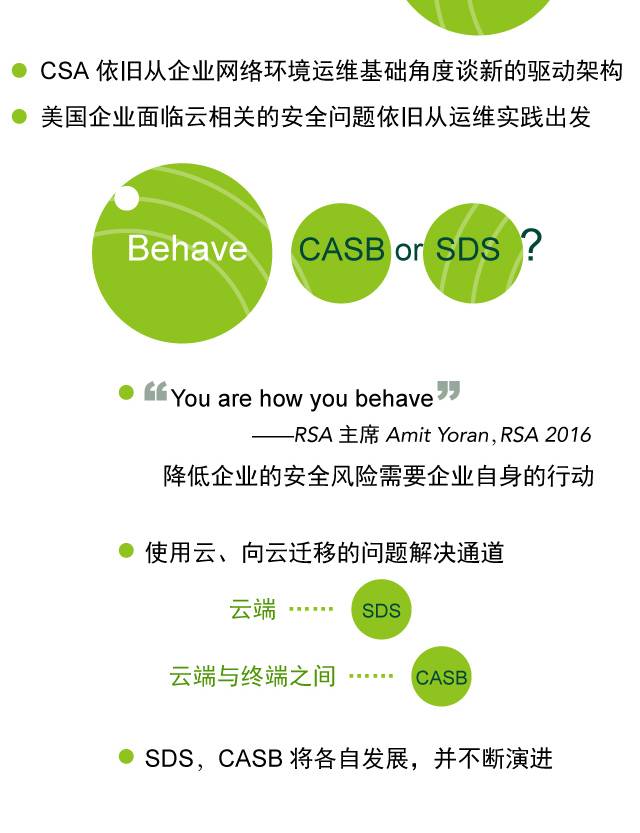 CSA 依旧从企业网络环境运维基础角度谈新的驱动架构
美国企业面临云相关的安全问题依旧从运维实践出发
Behave CASB or SDS ?
“You are how you behave”
——RSA 主席 Amit Yoran, RSA 2016
降低企业的安全风险需要企业自身的行动
使用云、向云迁移的问题解决通道
云端 ······ SDS
云端与终端之间 ······ CASB
SDS，CASB 将各自发展，并不断演进